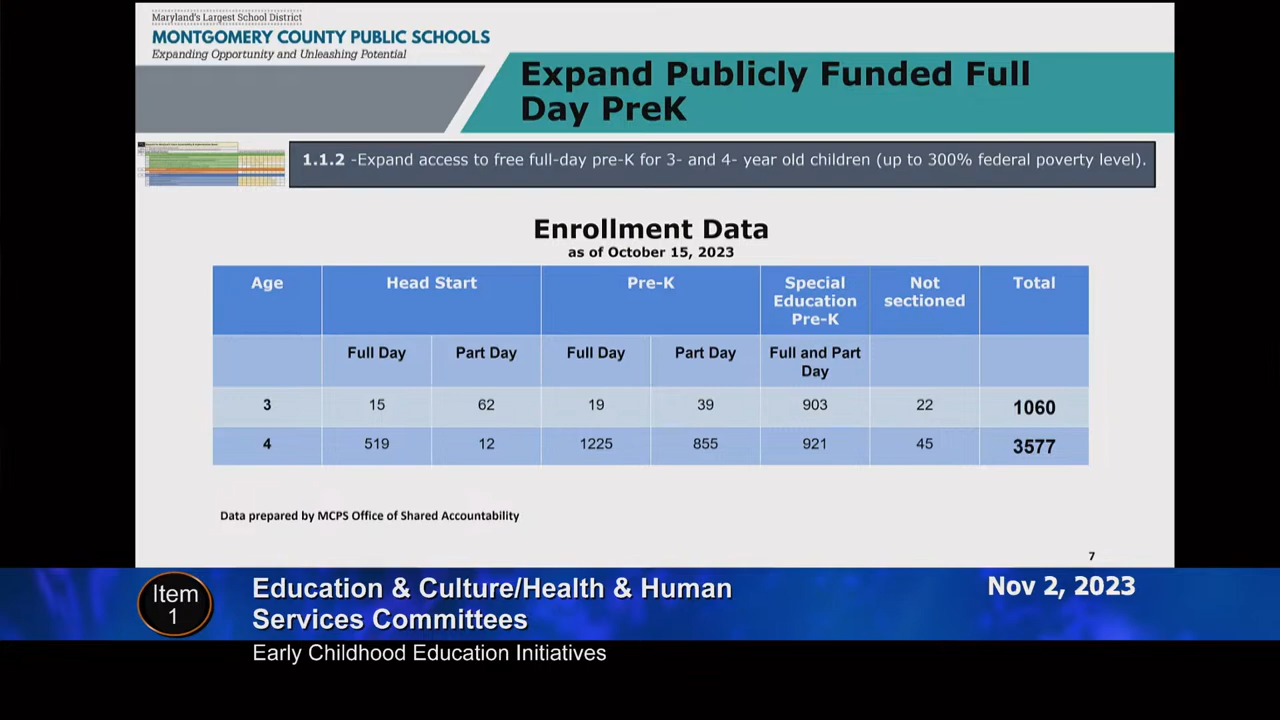 Maryland's Largest School District
MONTGOMERY COUNTY PUBLIC SCHOOLS
Expanding Opportunity and Unleashing Potential
Expand Publicly Funded Full
Day PreK
1.1.2 -Expand access to free full-day pre-K for 3- and 4- year old children (up to 300% federal poverty level).
Enrollment Data
as of October 15, 2023
Age Head Start Pre-K Special Education Pre-K Not sectioned Total
Full Day Part Day Full Day Part Day Full and Part Day
3 15 62 19 39 903 22 1060
4 519 12 1225 855 921 45 3577
Data prepared by MCPS Office of Shared Accountability
7
Item
1
Education & Culture/Health & Human
Services Committees
Nov 2, 2023
Early Childhood Education Initiatives